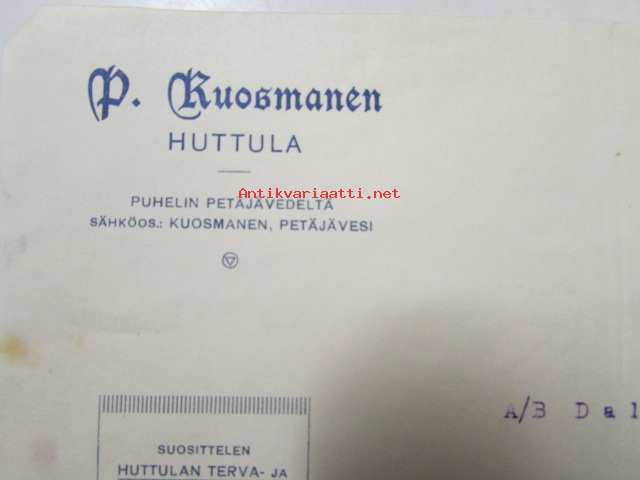 P. Kuosmanen
HUTTULA
Antikvariaatti.net
PUHELIN PETÄJÄVEDELTÄ
SÄHKÖOS.: KUOSMANEN, PETÄJÄVESI
A/B Dal
SUOSITTELEN
HUTTULAN TERVA- JA